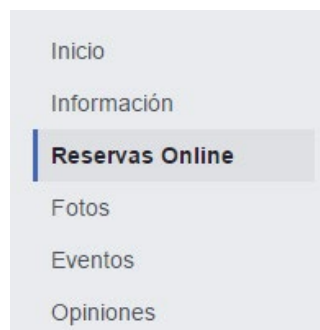 Inicio
Información
Reservas Online
Fotos
Eventos
Opiniones